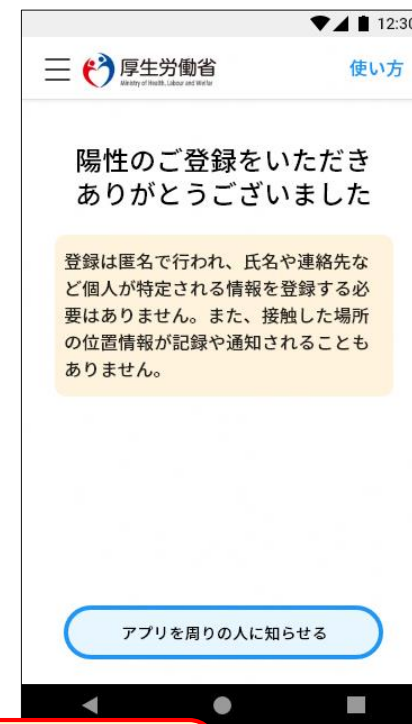 12:30
厚生労働省
Ministry of Health, Labour and Welfar
使い方
陽性のご登録をいただき
ありがとうございました
登録は匿名で行われ、氏名や連絡先な
ど個人が特定される情報を登録する必
要はありません。また、接触した場所
の位置情報が記録や通知されることも
ありません。
アプリを周りの人に知らせる